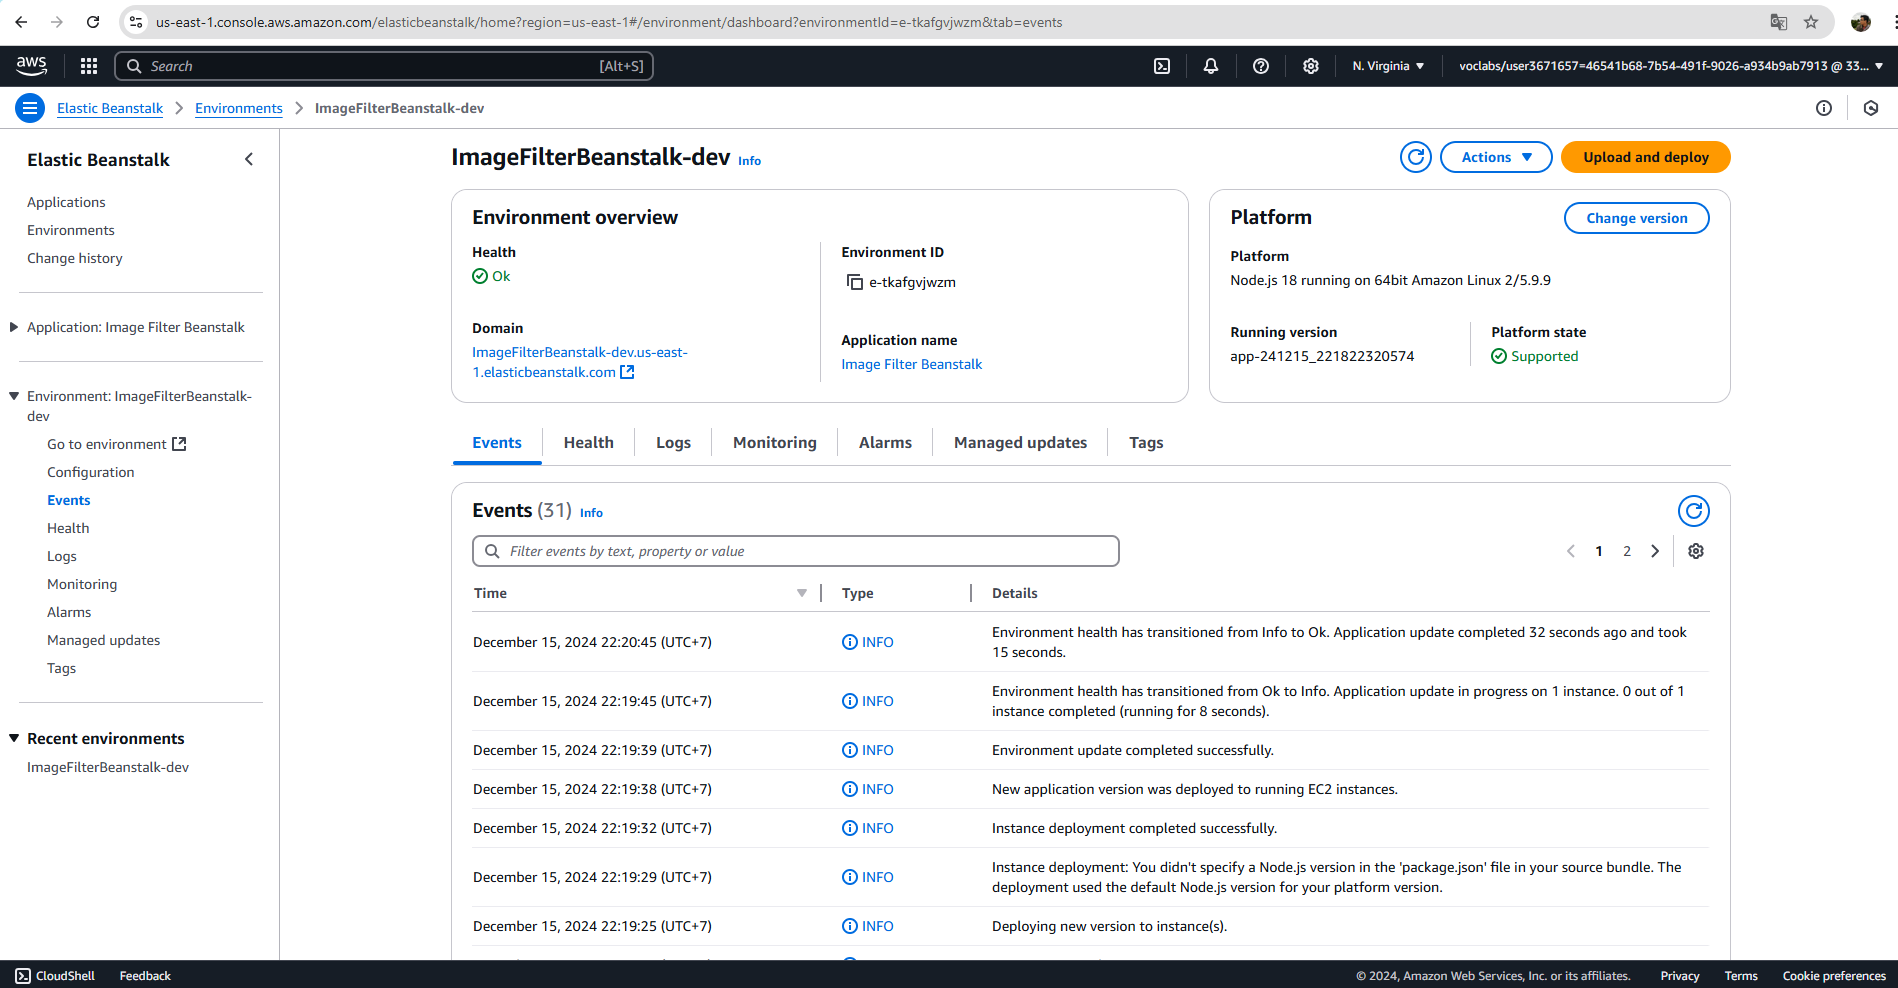 us-east-1.console.aws.amazon.com/elasticbeanstalk/home?region=us-east-1#/environment/dashboard?environmentId=e-tkafgvjwzm&tab=events
aws
Search [Alt+S]
N. Virginia
voclabs/user3671657=46541b68-7b54-491f-9026-a934b9ab7913 @ 33...
Elastic Beanstalk
Environments
ImageFilterBeanstalk-dev
Elastic Beanstalk
Applications
Environments
Change history
Application: Image Filter Beanstalk
Environment: ImageFilterBeanstalk-
dev
Go to environment
Configuration
Events
Health
Logs
Monitoring
Alarms
Managed updates
Tags
Recent environments
ImageFilterBeanstalk-dev
ImageFilterBeanstalk-dev Info
Actions
Upload and deploy
Environment overview
Health
Ok
Domain
ImageFilterBeanstalk-dev.us-east-
1.elasticbeanstalk.com
Environment ID
e-tkafgvjwzm
Application name
Image Filter Beanstalk
Platform
Change version
Platform
Node.js 18 running on 64bit Amazon Linux 2/5.9.9
Running version
app-241215_221822320574
Platform state
Supported
Events
Health
Logs
Monitoring
Alarms
Managed updates
Tags
Events (31) Info
Filter events by text, property or value
1 2
Time Type Details
December 15, 2024 22:20:45 (UTC+7) INFO Environment health has transitioned from Info to Ok. Application update completed 32 seconds ago and took
15 seconds.
December 15, 2024 22:19:45 (UTC+7) INFO Environment health has transitioned from Ok to Info. Application update in progress on 1 instance. 0 out of 1
instance completed (running for 8 seconds).
December 15, 2024 22:19:39 (UTC+7) INFO Environment update completed successfully.
December 15, 2024 22:19:38 (UTC+7) INFO New application version was deployed to running EC2 instances.
December 15, 2024 22:19:32 (UTC+7) INFO Instance deployment completed successfully.
December 15, 2024 22:19:29 (UTC+7) INFO Instance deployment: You didn't specify a Node.js version in the 'package.json' file in your source bundle. The
deployment used the default Node.js version for your platform version.
December 15, 2024 22:19:25 (UTC+7) INFO Deploying new version to instance(s).
CloudShell
Feedback
© 2024, Amazon Web Services, Inc. or its affiliates.
Privacy
Terms
Cookie preferences